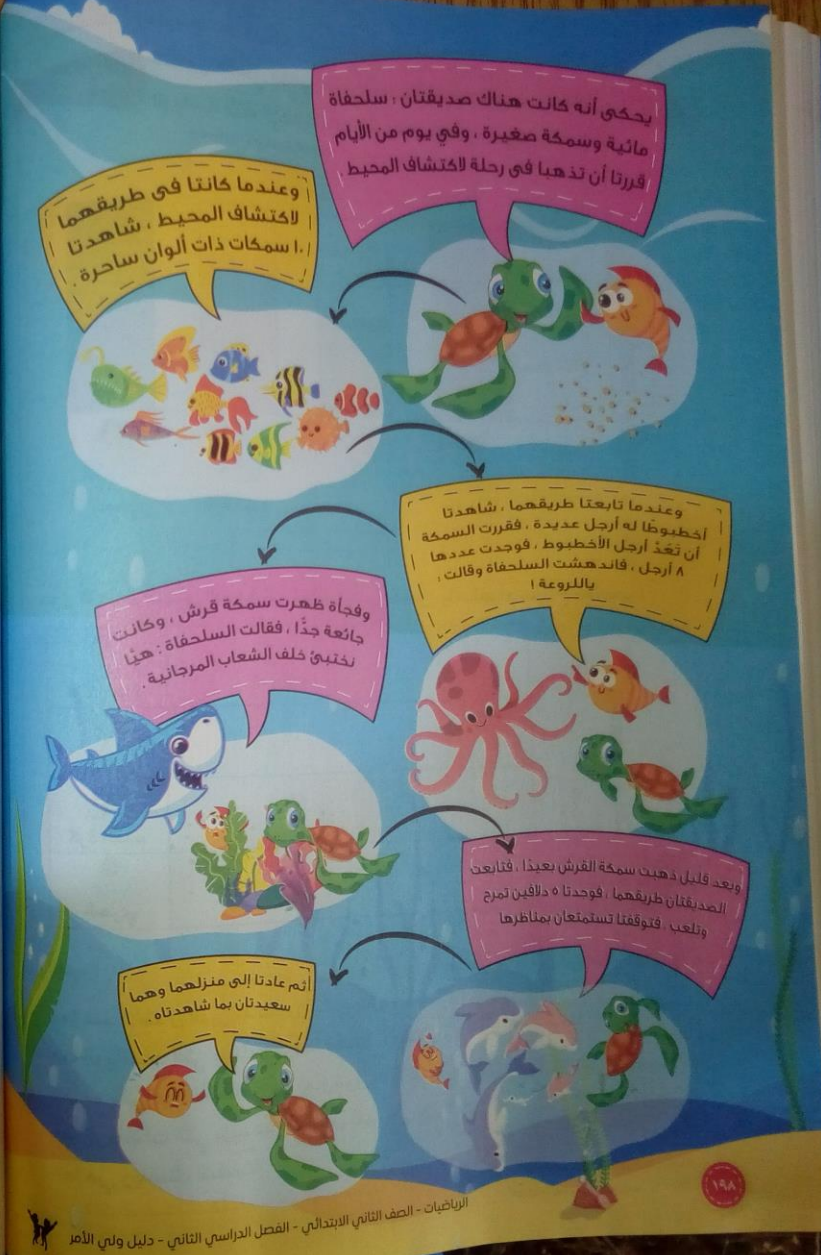 يحكى أنه كانت هناك صديقتان : سلحفاة
مائية وسمكة صغيرة ، وفي يوم من الأيام
قررتا أن تذهبا فى رحلة لاكتشاف المحيط
وعندما كانتا فى طريقهما
لاكتشاف المحيط ، شاهدتا
١٠ سمكات ذات ألوان ساحرة .
وعندما تابعتا طريقهما ، شاهدتا
أخطبوطًا له أرجل عديدة ، فقررت السمكة
أن تَعُدَّ أرجل الأخطبوط ، فوجدت عددها
٨ أرجل ، فاندهشت السلحفاة وقالت :
ياللروعة !
وفجأة ظهرت سمكة قرش ، وكانت
جائعة جدًّا ، فقالت السلحفاة : هيَّا
نختبئ خلف الشعاب المرجانية .
وبعد قليل ذهبت سمكة القرش بعيدًا ، فتابعت
الصديقتان طريقهما ، فوجدتا ٥ دلافين تمرح
وتلعب ، فتوقفتا تستمتعان بمناظرها
ثم عادتا إلى منزلهما وهما
سعيدتان بما شاهدتاه .
١٩٨
الرياضيات - الصف الثاني الابتدائي - الفصل الدراسي الثاني - دليل ولي الأمر